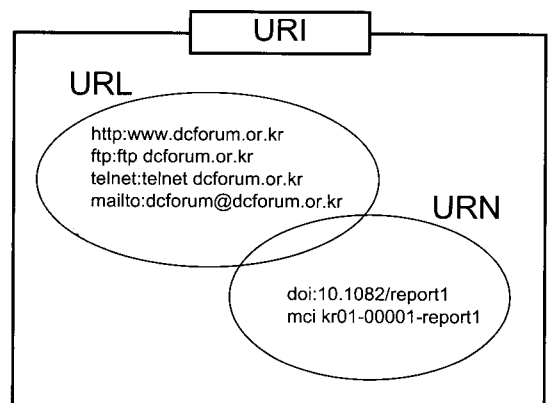 URI
URL
http:www.dcforum.or.kr
ftp:ftp dcforum.or.kr
telnet:telnet dcforum.or.kr
mailto:dcforum@dcforum.or.kr
URN
doi:10.1082/report1
mci kr01-00001-report1